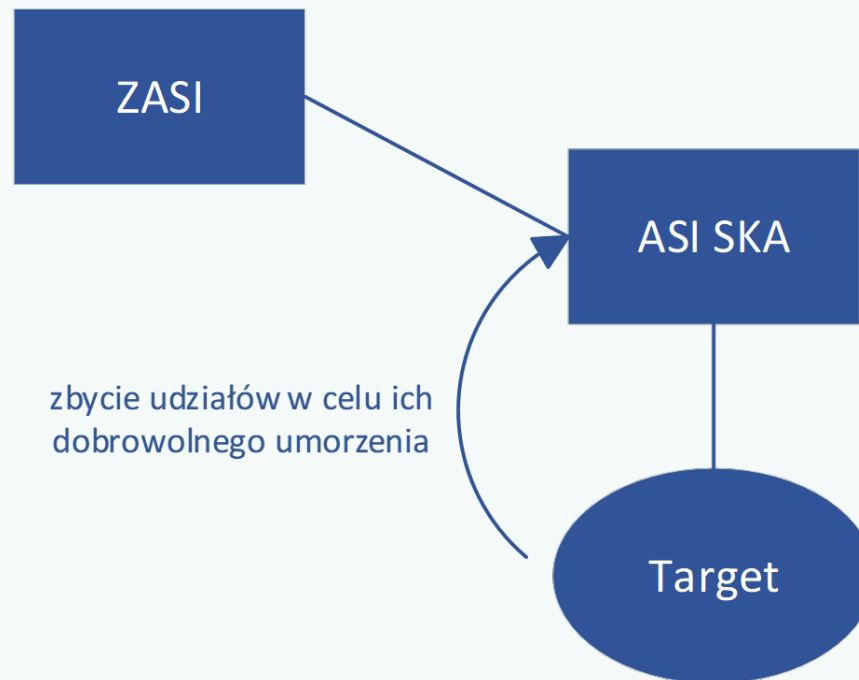 ZASI
ASI SKA
zbycie udziałów w celu ich
dobrowolnego umorzenia
Target